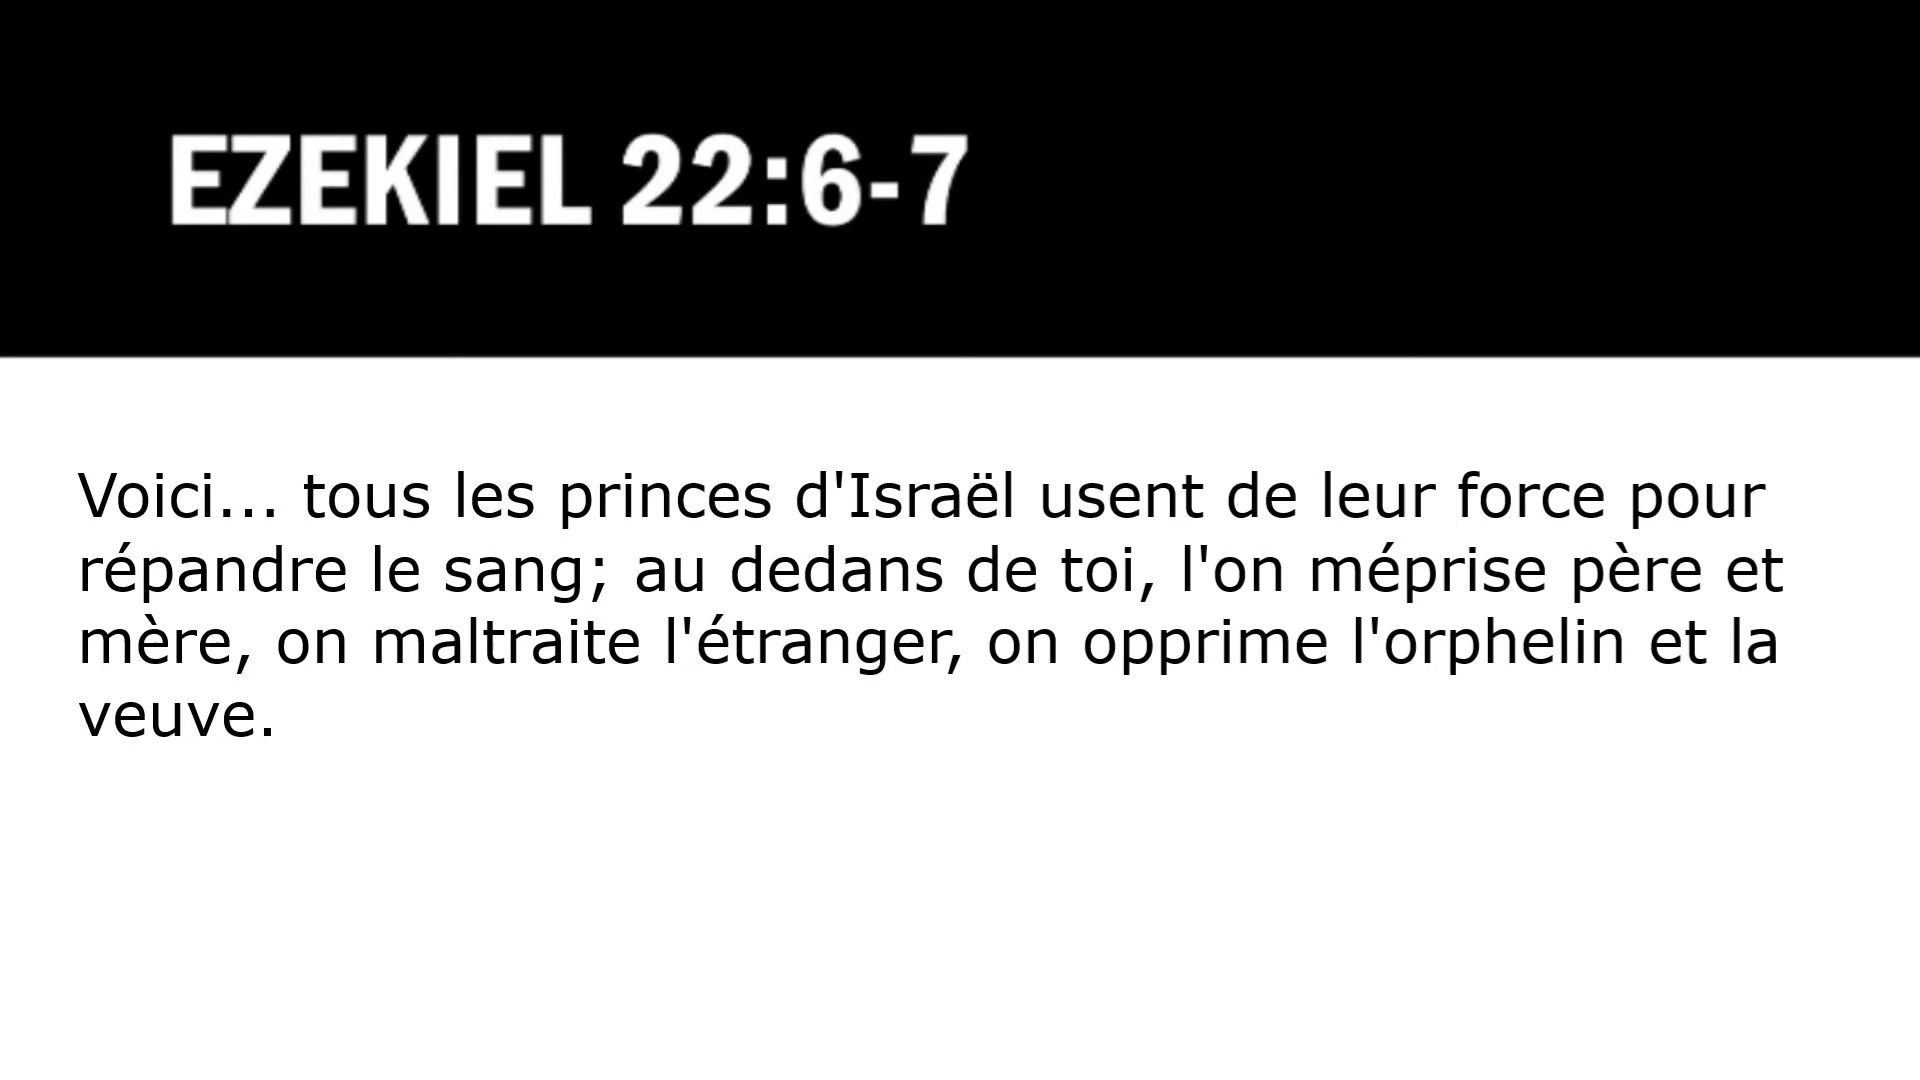 EZEKIEL 22:6-7
Voici... tous les princes d'Israël usent de leur force pour
répandre le sang; au dedans de toi, l'on méprise père et
mère, on maltraite l'étranger, on opprime l'orphelin et la
veuve.